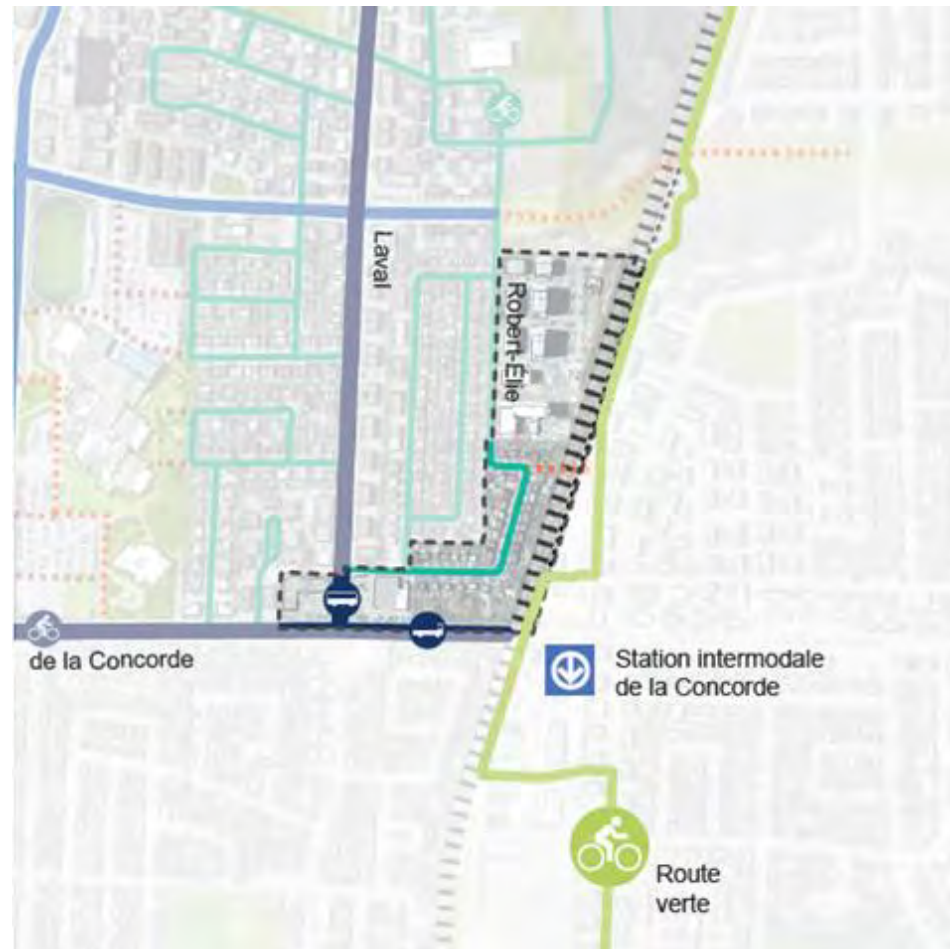 Laval
Robert-Élie
de la Concorde
Station intermodale
de la Concorde
Route
verte